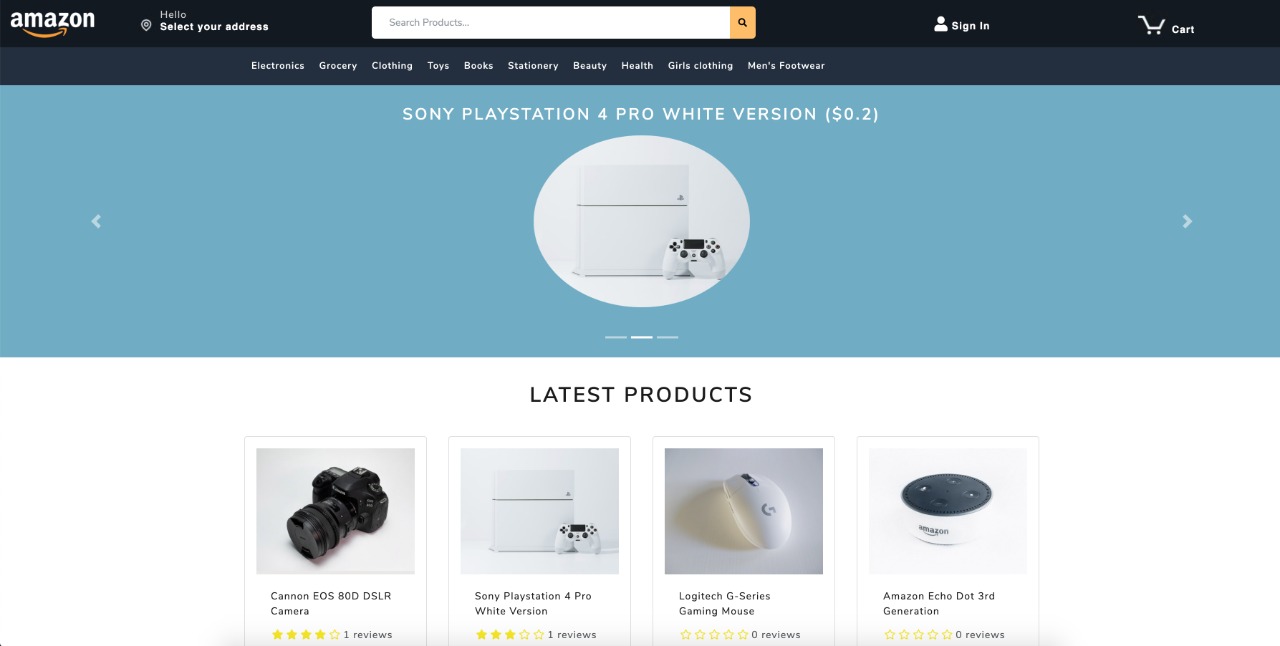 amazon
Hello
Select your address
Search Products...
Sign In
Cart
Electronics Grocery Clothing Toys Books Stationery Beauty Health Girls clothing Men's Footwear
SONY PLAYSTATION 4 PRO WHITE VERSION ($0.2)
LATEST PRODUCTS
amazon
Cannon EOS 80D DSLR
Camera
1 reviews
Sony Playstation 4 Pro
White Version
1 reviews
Logitech G-Series
Gaming Mouse
0 reviews
Amazon Echo Dot 3rd
Generation
0 reviews